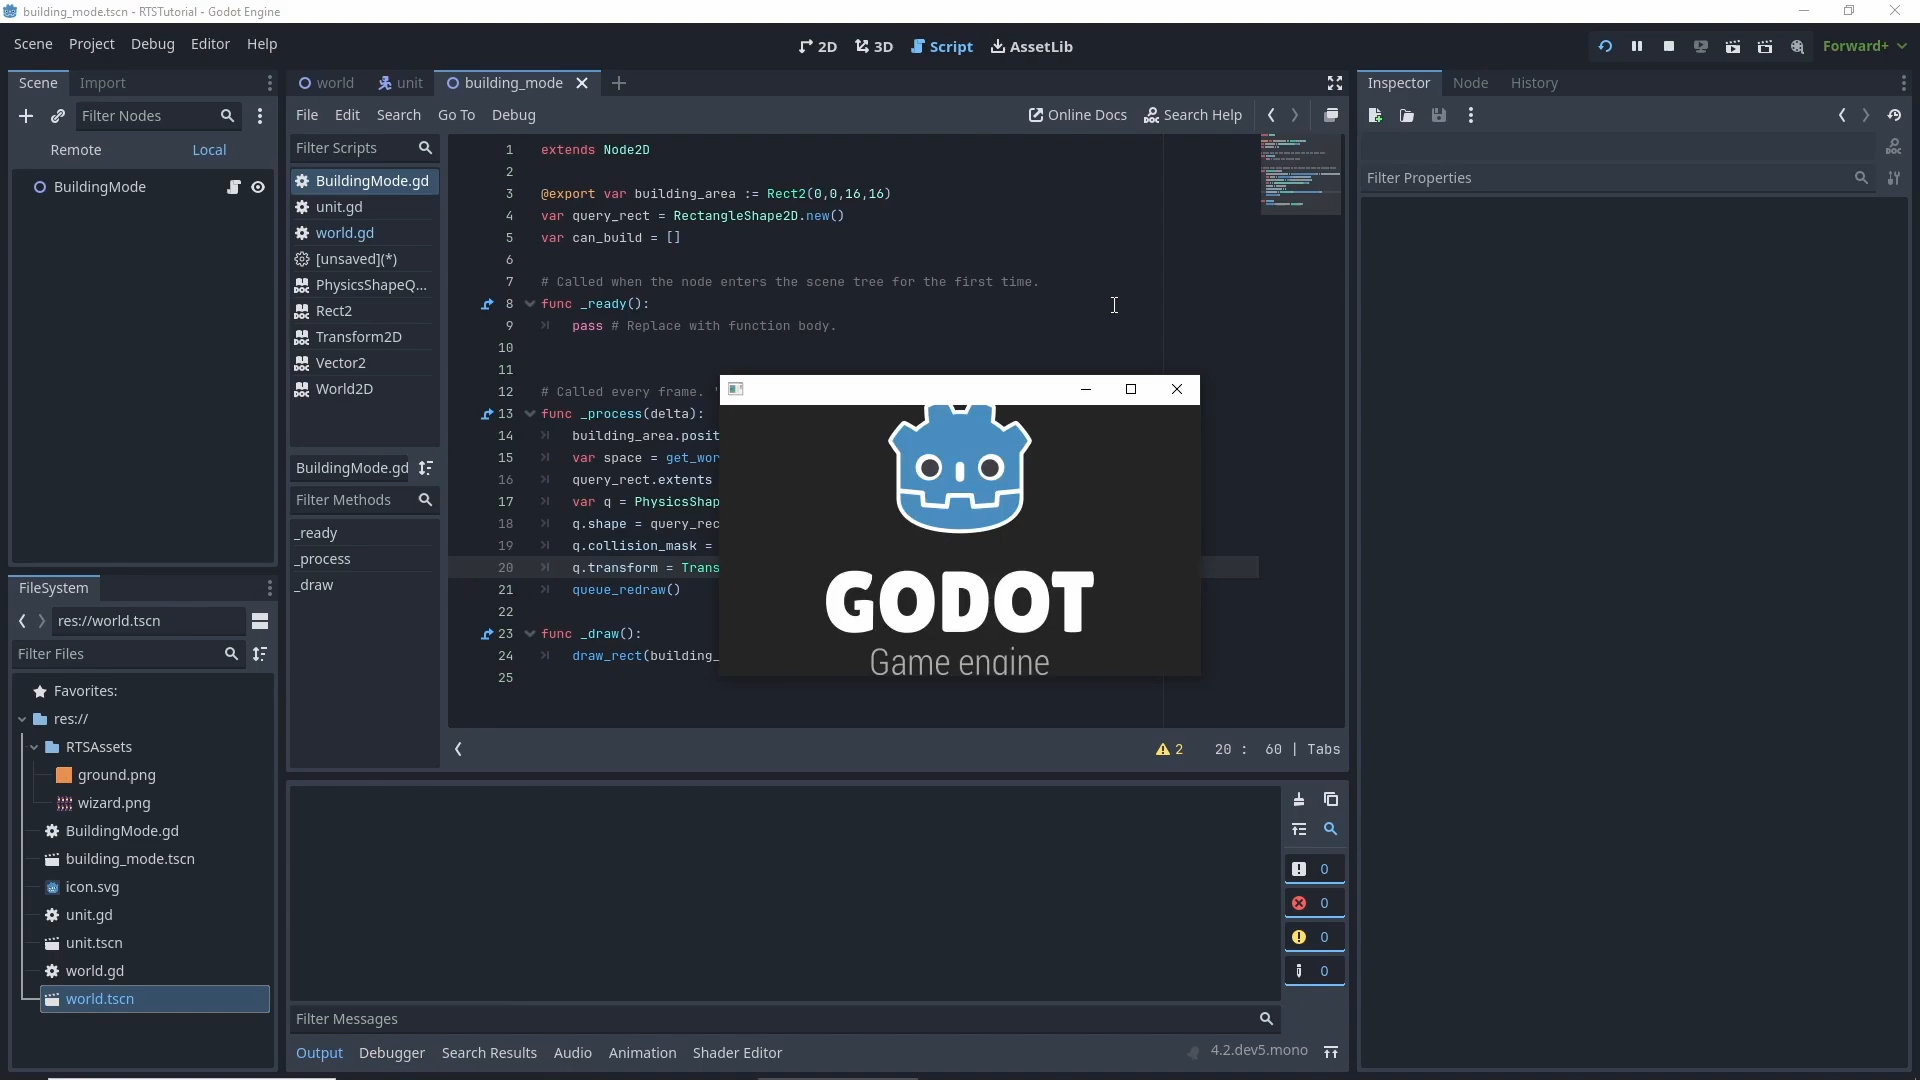 building_mode.tscn - RTSTutorial - Godot Engine
Scene Project Debug Editor Help
2D 3D Script AssetLib
Forward+
Scene Import
world unit building_mode
Inspector Node History
Filter Nodes
File Edit Search Go To Debug
Online Docs Search Help
Remote Local
Filter Scripts
Filter Properties
BuildingMode
BuildingMode.gd
unit.gd
world.gd
[unsaved](*)
PhysicsShapeQ...
Rect2
Transform2D
Vector2
World2D
BuildingMode.gd
Filter Methods
_ready
_process
_draw
1 extends Node2D
2
3 @export var building_area := Rect2(0,0,16,16)
4 var query_rect = RectangleShape2D.new()
5 var can_build = []
6
7 # Called when the node enters the scene tree for the first time.
8 func _ready():
9 pass # Replace with function body.
10
11
12 # Called every frame. '
13 func _process(delta):
14 building_area.posit
15 var space = get_wor
16 query_rect.extents
17 var q = PhysicsShap
18 q.shape = query_rec
19 q.collision_mask =
20 q.transform = Trans
21 queue_redraw()
22
23 func _draw():
24 draw_rect(building_
25
GODOT
Game engine
2 20 : 60 | Tabs
FileSystem
res://world.tscn
Filter Files
Favorites:
res://
RTSAssets
ground.png
wizard.png
BuildingMode.gd
building_mode.tscn
icon.svg
unit.gd
unit.tscn
world.gd
world.tscn
0
0
0
0
Filter Messages
Output Debugger Search Results Audio Animation Shader Editor
4.2.dev5.mono